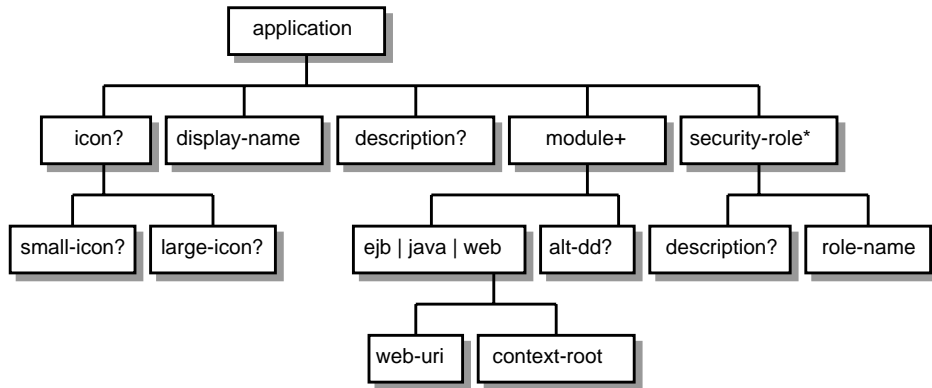 application
icon?
display-name
description?
module+
security-role*
small-icon?
large-icon?
ejb | java | web
alt-dd?
description?
role-name
web-uri
context-root